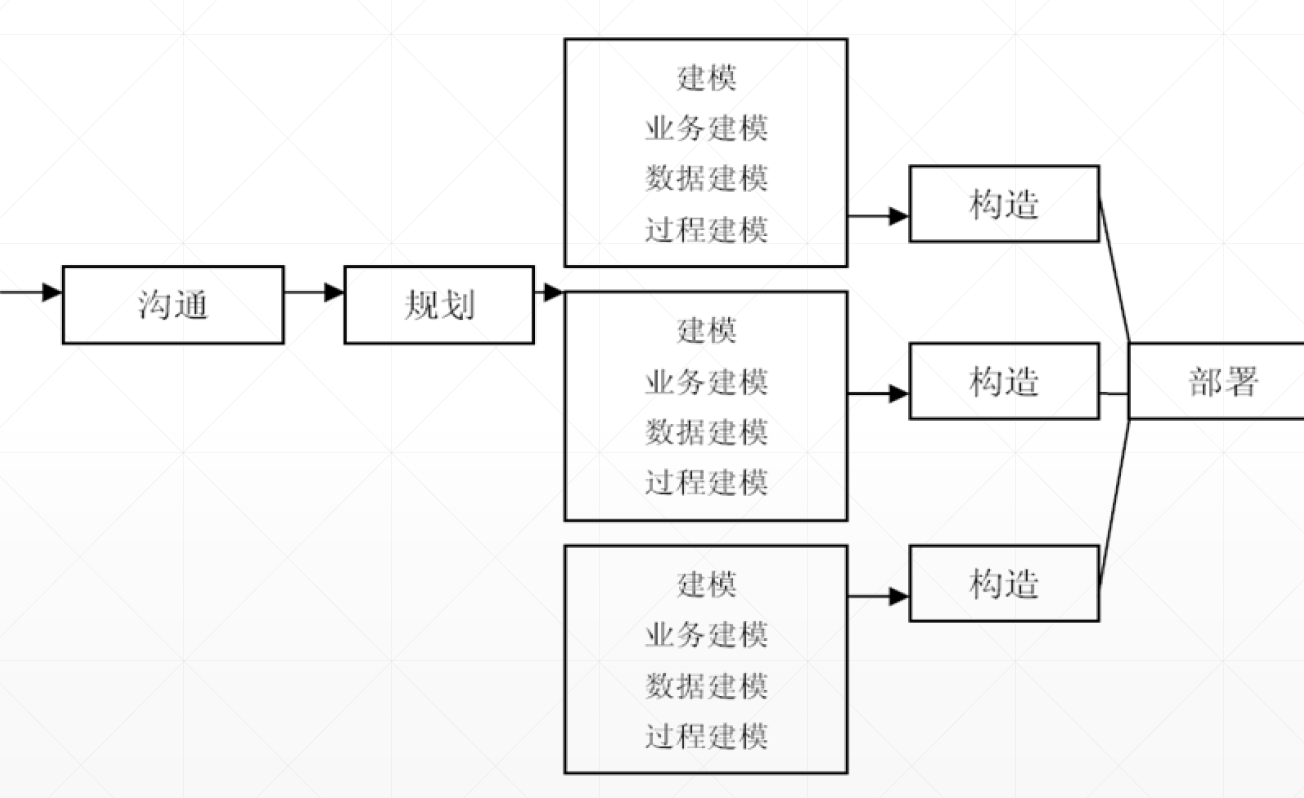 沟通
规划
建模
业务建模
数据建模
过程建模
构造
建模
业务建模
数据建模
过程建模
构造
建模
业务建模
数据建模
过程建模
构造
部署